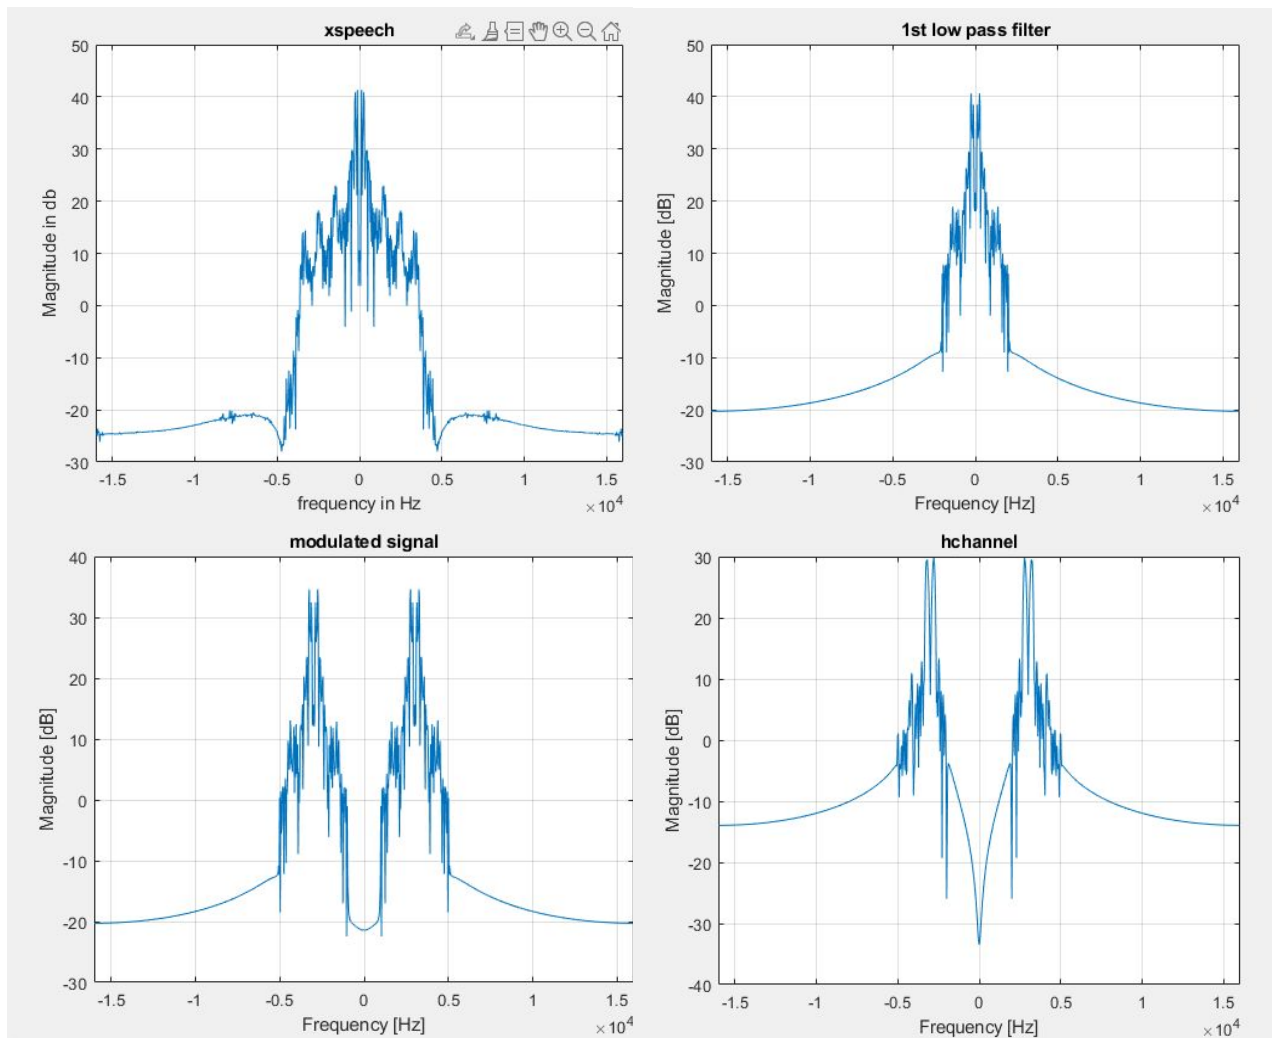 xspeech
50
40
30
20
10
0
-10
-20
-30
Magnitude in db
-1.5 -1 -0.5 0 0.5 1 1.5
frequency in Hz
×10^4
1st low pass filter
50
40
30
20
10
0
-10
-20
-30
Magnitude [dB]
-1.5 -1 -0.5 0 0.5 1 1.5
Frequency [Hz]
×10^4
modulated signal
40
30
20
10
0
-10
-20
-30
Magnitude [dB]
-1.5 -1 -0.5 0 0.5 1 1.5
Frequency [Hz]
×10^4
hchannel
30
20
10
0
-10
-20
-30
-40
Magnitude [dB]
-1.5 -1 -0.5 0 0.5 1 1.5
Frequency [Hz]
×10^4